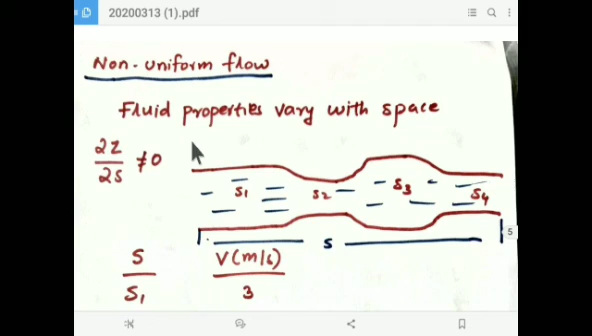 20200313 (1).pdf
Non-uniform flow
Fluid properties vary with space
∂z/∂s ≠ 0
S1 S2 S3 S4
5
S
S V(m/s)
S1 3